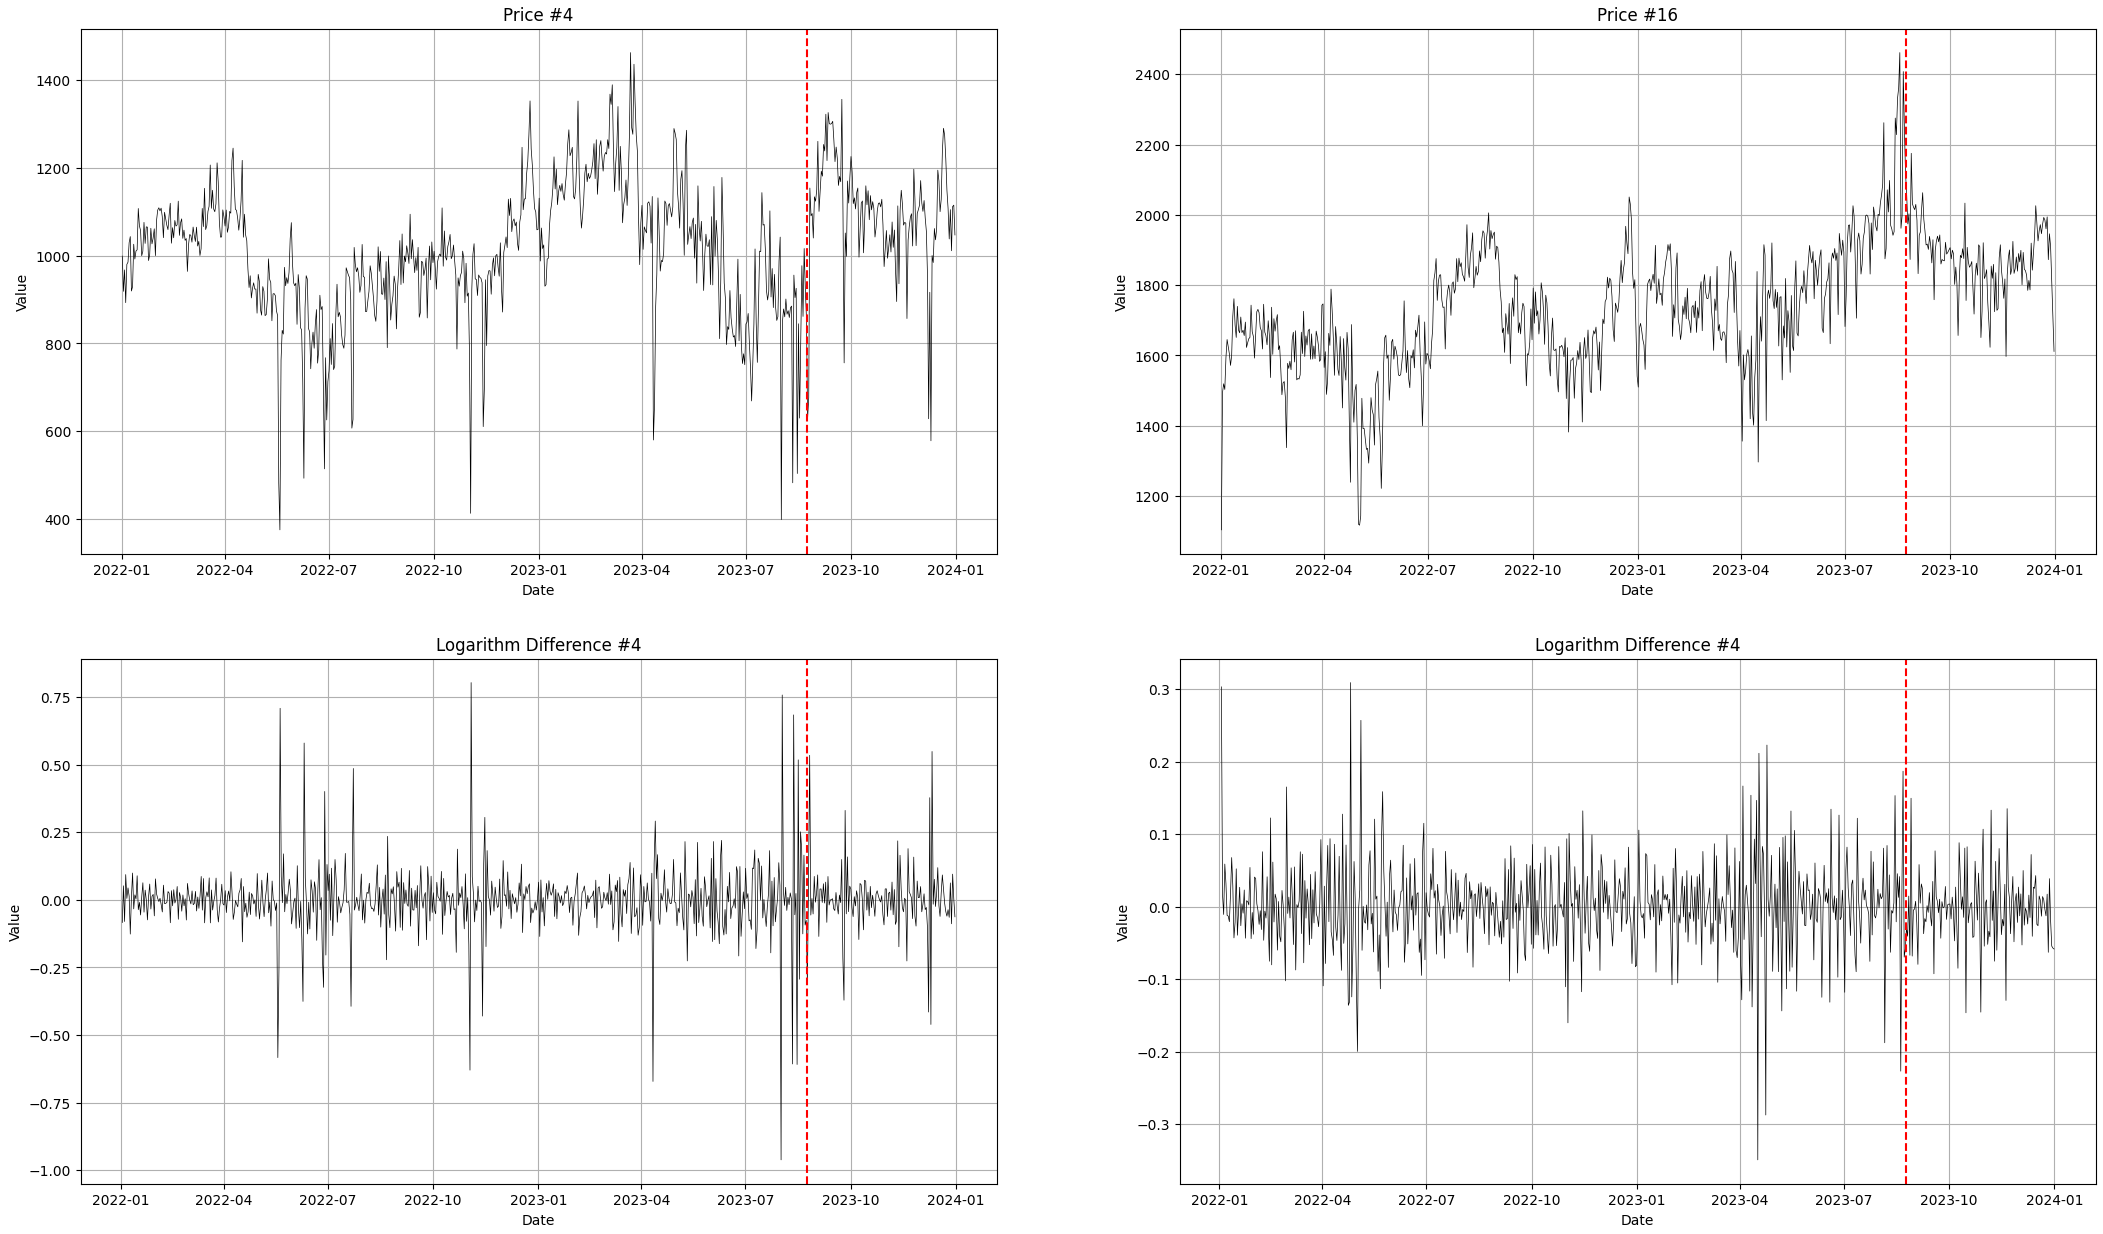 Price #4
Value
1400
1200
1000
800
600
400
2022-01 2022-04 2022-07 2022-10 2023-01 2023-04 2023-07 2023-10 2024-01
Date
Price #16
Value
2400
2200
2000
1800
1600
1400
1200
2022-01 2022-04 2022-07 2022-10 2023-01 2023-04 2023-07 2023-10 2024-01
Date
Logarithm Difference #4
Value
0.75
0.50
0.25
0.00
−0.25
−0.50
−0.75
−1.00
2022-01 2022-04 2022-07 2022-10 2023-01 2023-04 2023-07 2023-10 2024-01
Date
Logarithm Difference #4
Value
0.3
0.2
0.1
0.0
−0.1
−0.2
−0.3
2022-01 2022-04 2022-07 2022-10 2023-01 2023-04 2023-07 2023-10 2024-01
Date